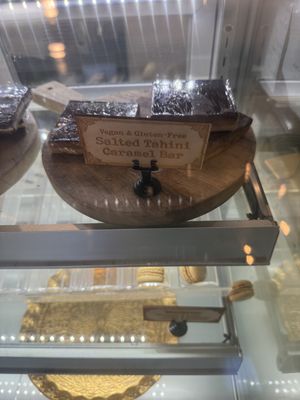 Vegan & Gluten-Free
Salted Tahini
Caramel Bar